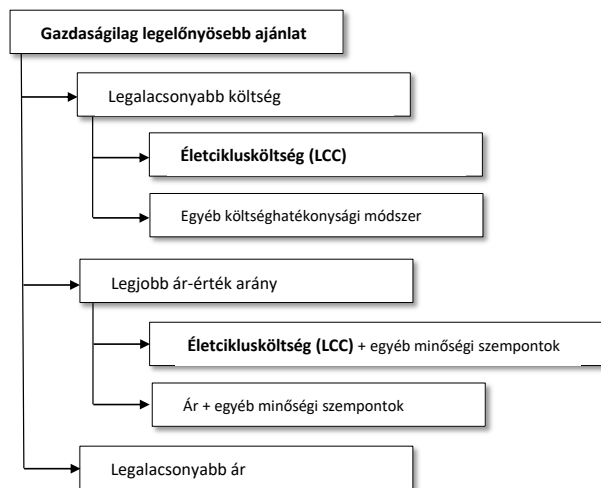 Gazdaságilag legelőnyösebb ajánlat
Legalacsonyabb költség
Életciklusköltség (LCC)
Egyéb költséghatékonysági módszer
Legjobb ár-érték arány
Életciklusköltség (LCC) + egyéb minőségi szempontok
Ár + egyéb minőségi szempontok
Legalacsonyabb ár